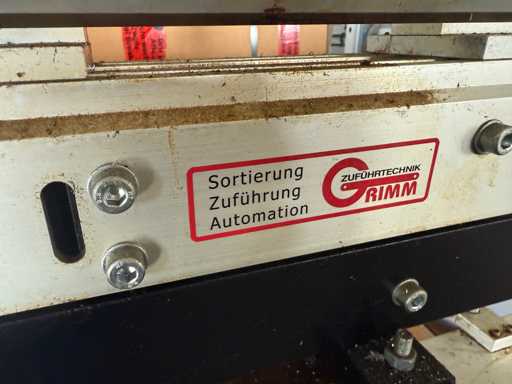 Sortierung
Zuführung
Automation
ZUFÜHRTECHNIK
GRIMM